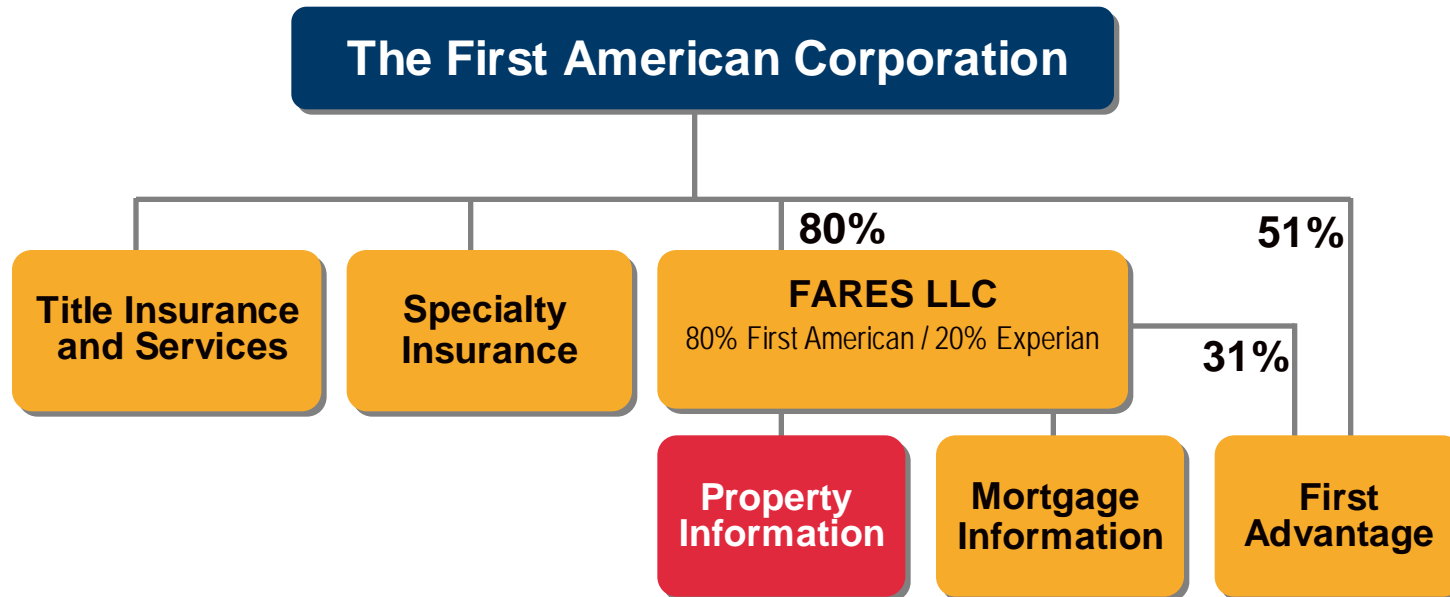 The First American Corporation
80%
51%
Title Insurance
and Services
Specialty
Insurance
FARES LLC
80% First American / 20% Experian
31%
Property
Information
Mortgage
Information
First
Advantage